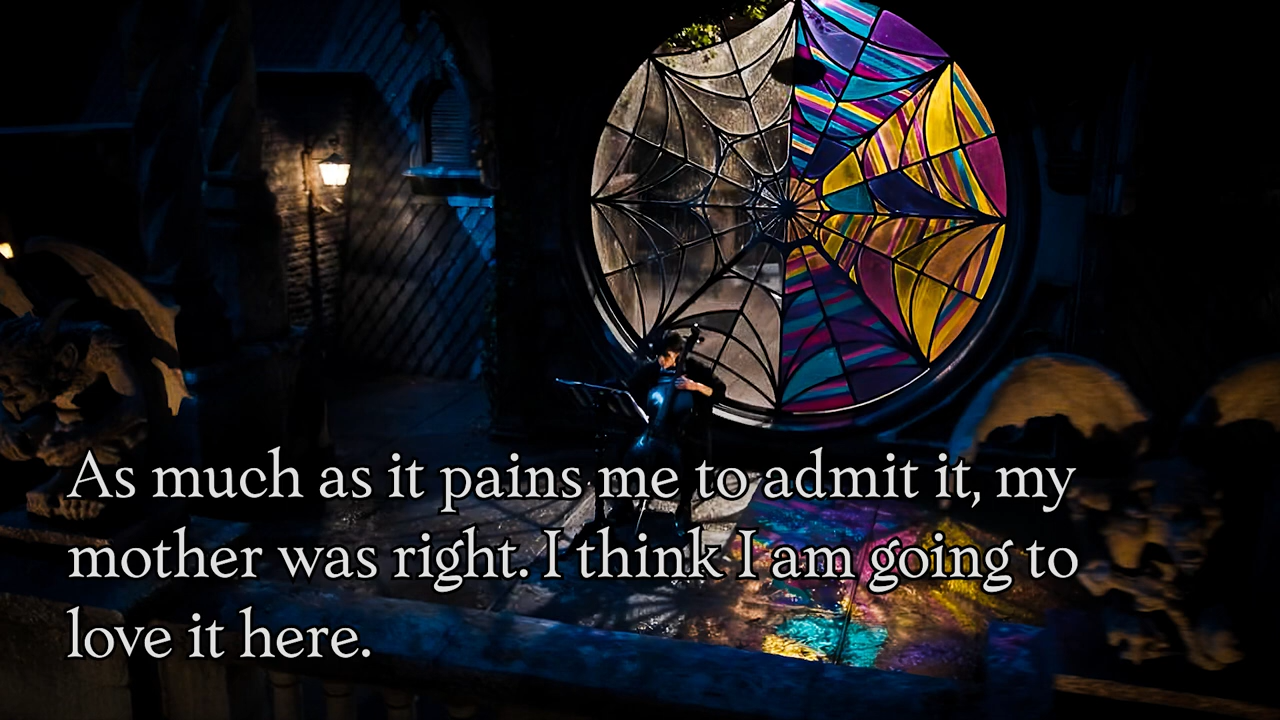 As much as it pains me to admit it, my
mother was right. I think I am going to
love it here.